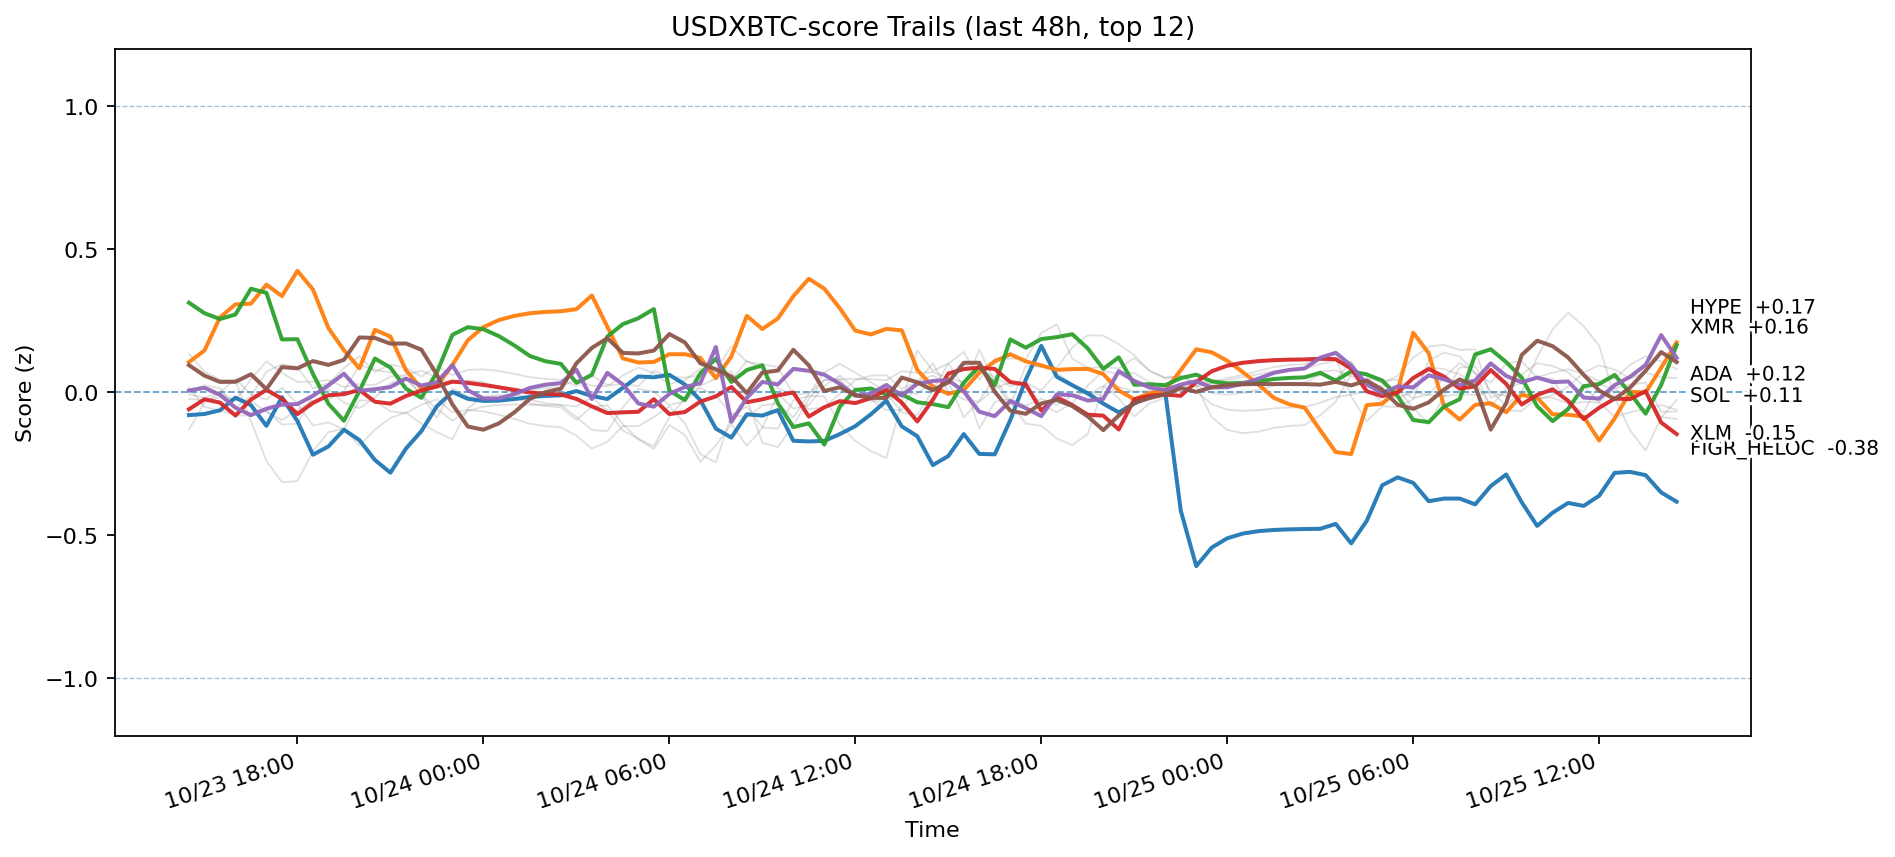 USDXBTC-score Trails (last 48h, top 12)
Score (z)
1.0
0.5
0.0
−0.5
−1.0
HYPE +0.17
XMR +0.16
ADA +0.12
SOL +0.11
XLM -0.15
FIGR_HELOC -0.38
10/23 18:00
10/24 00:00
10/24 06:00
10/24 12:00
10/24 18:00
10/25 00:00
10/25 06:00
10/25 12:00
Time